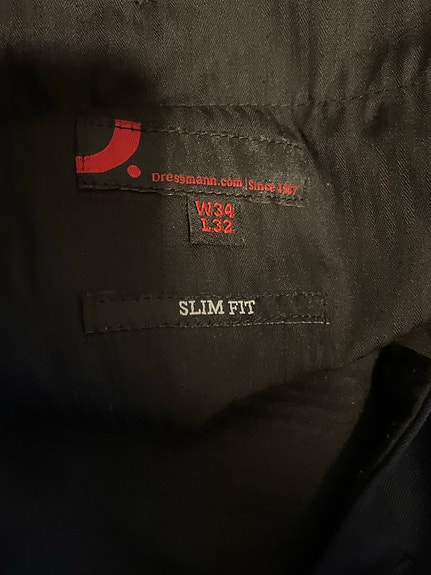 Dressmann.com|Since 1967
W34
L32
SLIM FIT